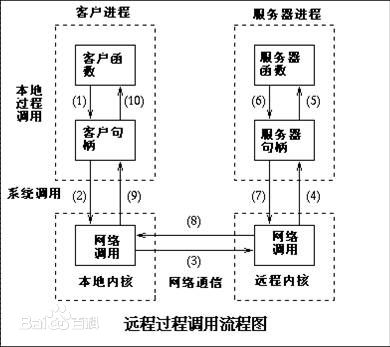 客户进程
服务器进程
客户函
数
服务器
函数
本地
过程
调用
(1)
(10)
(6)
(5)
客户句
柄
服务器
句柄
系统调用
(2)
(9)
(7)
(4)
(8)
网络
调用
(3)
网络
调用
本地内核
网络通信
远程内核
Bai百科
远程过程调用流程图